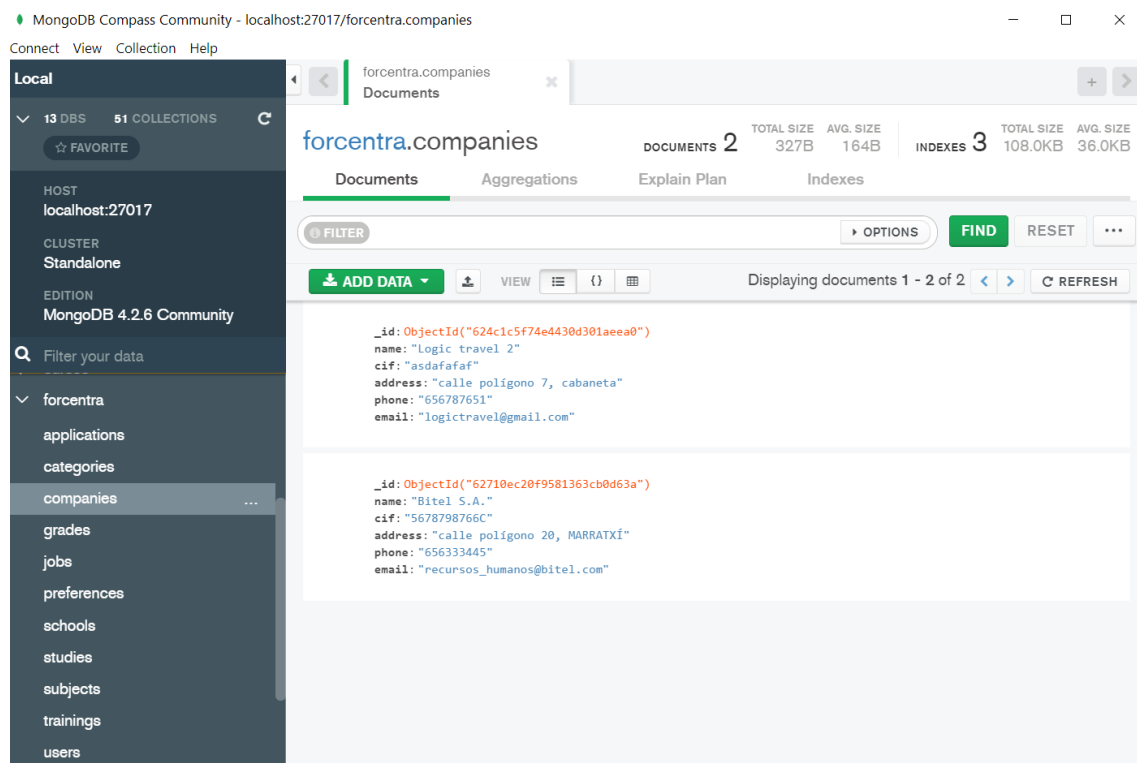 MongoDB Compass Community - localhost:27017/forcentra.companies
Connect View Collection Help
Local
13 DBS 51 COLLECTIONS
FAVORITE
HOST
localhost:27017
CLUSTER
Standalone
EDITION
MongoDB 4.2.6 Community
Filter your data
forcentra
applications
categories
companies ...
grades
jobs
preferences
schools
studies
subjects
trainings
users
forcentra.companies
Documents
forcentra.companies
DOCUMENTS 2
TOTAL SIZE 327B
AVG. SIZE 164B
INDEXES 3
TOTAL SIZE 108.0KB
AVG. SIZE 36.0KB
Documents Aggregations Explain Plan Indexes
FILTER OPTIONS FIND RESET ...
ADD DATA VIEW {} Displaying documents 1 - 2 of 2 < > REFRESH
_id: ObjectId("624c1c5f74e4430d301aeea0")
name: "Logic travel 2"
cif: "asdafafaf"
address: "calle polígono 7, cabaneta"
phone: "656787651"
email: "logictravel@gmail.com"
_id: ObjectId("62710ec20f9581363cb0d63a")
name: "Bitel S.A."
cif: "5678798766C"
address: "calle polígono 20, MARRATXÍ"
phone: "656333445"
email: "recursos_humanos@bitel.com"